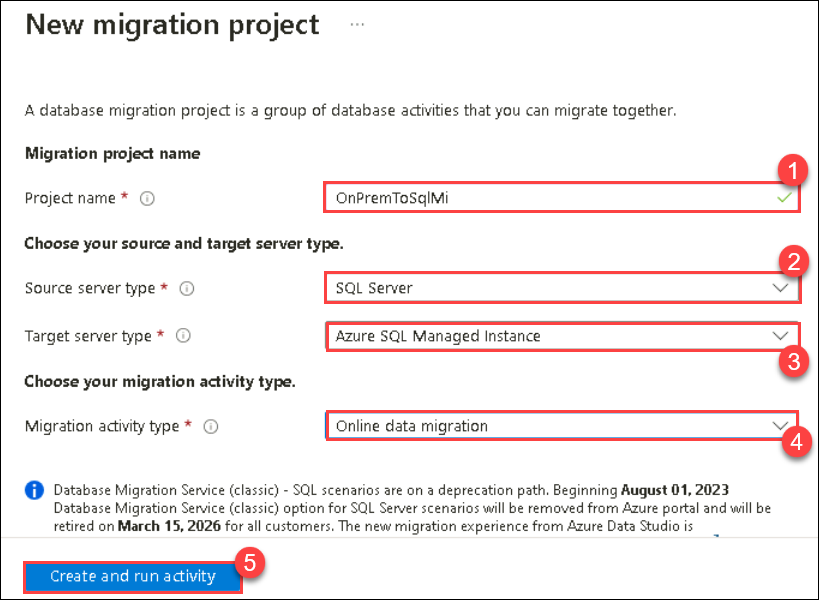 New migration project ...
A database migration project is a group of database activities that you can migrate together.
Migration project name
1
Project name * OnPremToSqlMi
Choose your source and target server type.
2
Source server type * SQL Server
Target server type * Azure SQL Managed Instance
3
Choose your migration activity type.
Migration activity type * Online data migration
4
Database Migration Service (classic) - SQL scenarios are on a deprecation path. Beginning August 01, 2023
Database Migration Service (classic) option for SQL Server scenarios will be removed from Azure portal and will be
retired on March 15, 2026 for all customers. The new migration experience from Azure Data Studio is
5
Create and run activity